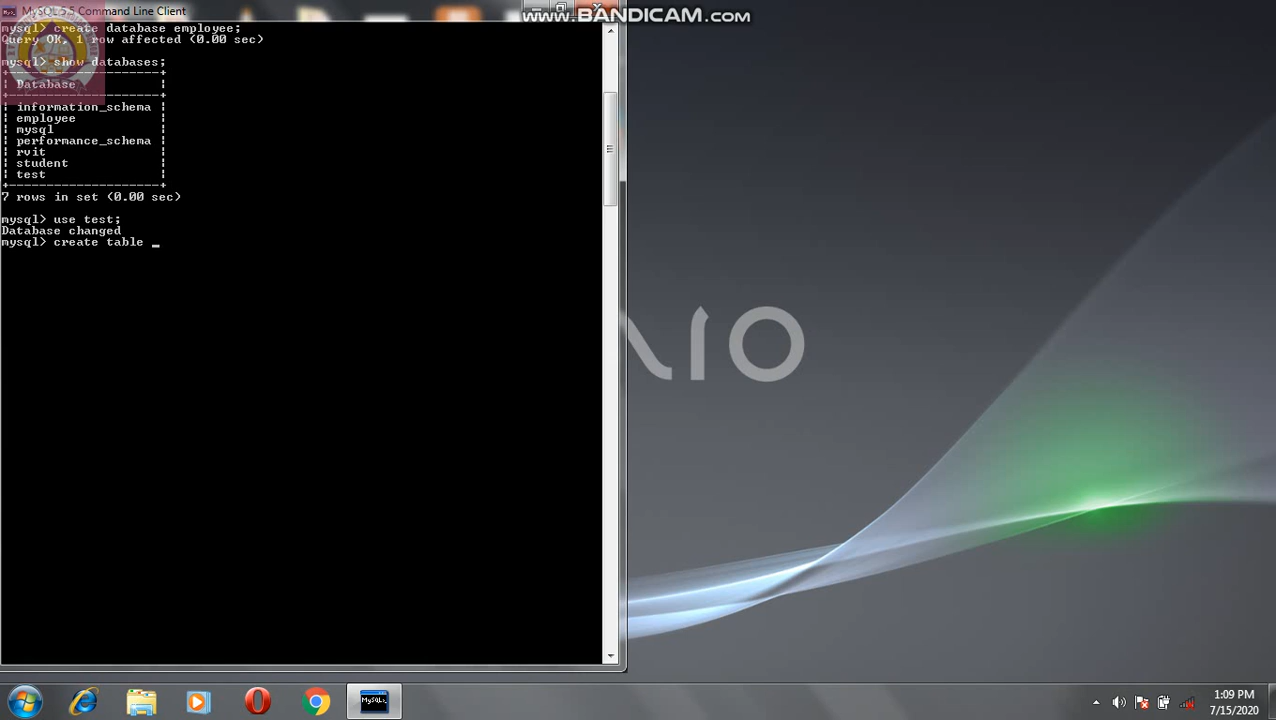 MySQL 5.5 Command Line Client
www.BANDICAM.com
mysql> create database employee;
Query OK, 1 row affected (0.00 sec)
mysql> show databases;
+--------------------+
| Database           |
+--------------------+
| information_schema |
| employee           |
| mysql              |
| performance_schema |
| rvit               |
| student            |
| test               |
+--------------------+
7 rows in set (0.00 sec)
mysql> use test;
Database changed
mysql> create table _
MySQL>
1:09 PM
7/15/2020